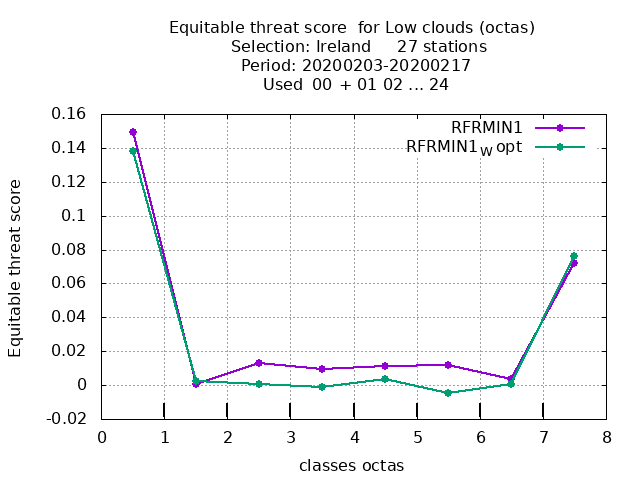 Equitable threat score  for Low clouds (octas)
Selection: Ireland     27 stations
Period: 20200203-20200217
Used  00 + 01 02 ... 24
RFRMIN1
RFRMIN1W opt
Equitable threat score
0.16
0.14
0.12
0.1
0.08
0.06
0.04
0.02
0
-0.02
0 1 2 3 4 5 6 7 8
classes octas